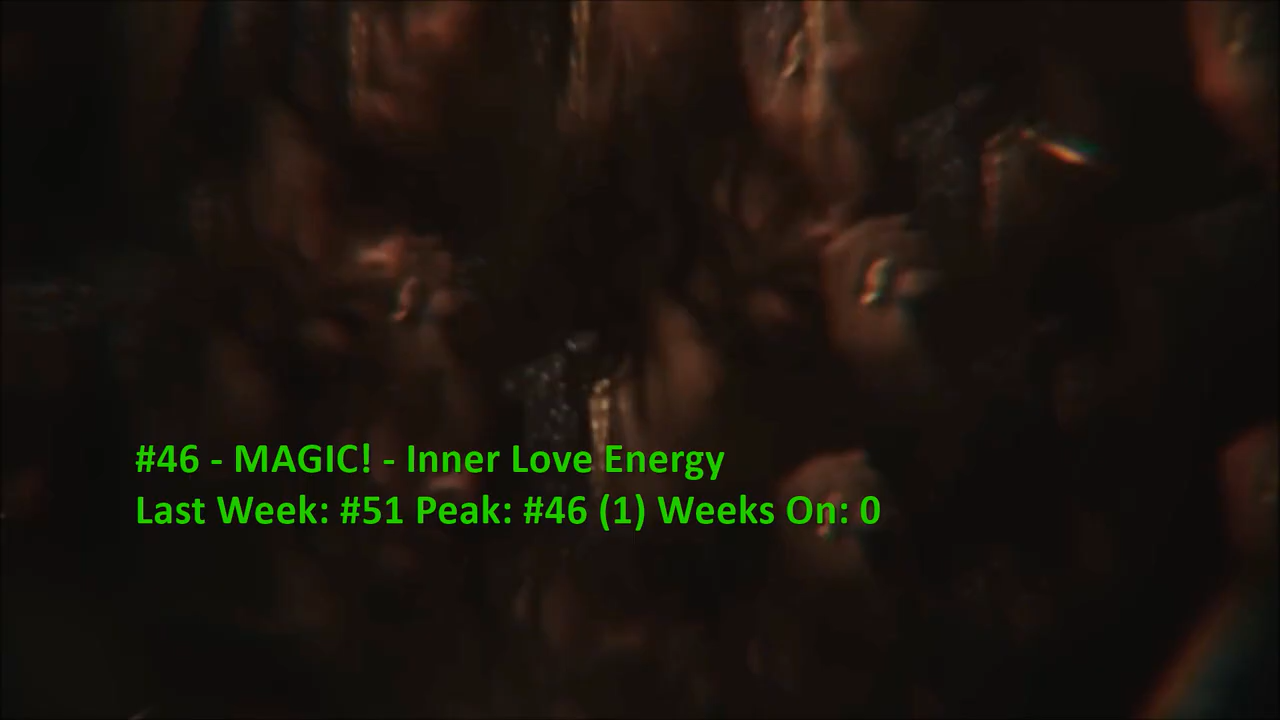 #46 - MAGIC! - Inner Love Energy
Last Week: #51 Peak: #46 (1) Weeks On: 0